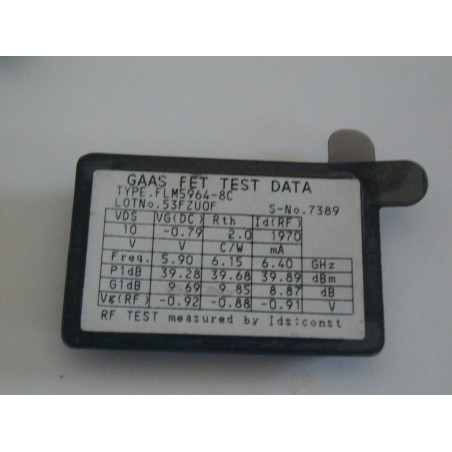 GAAS FET TEST DATA
TYPE.FLM5964-8C
LOTNo.53FZU0F S-No.7389
VDS VG(DC) Rth Id(RF)
10 -0.79 2.0 1970
V V C/W mA
Freq. 5.90 6.15 6.40 GHz
P1dB 39.28 39.68 39.89 dBm
G1dB 9.69 9.85 8.87 dB
Vg(RF) -0.92 -0.88 -0.91 V
RF TEST measured by Ids:const